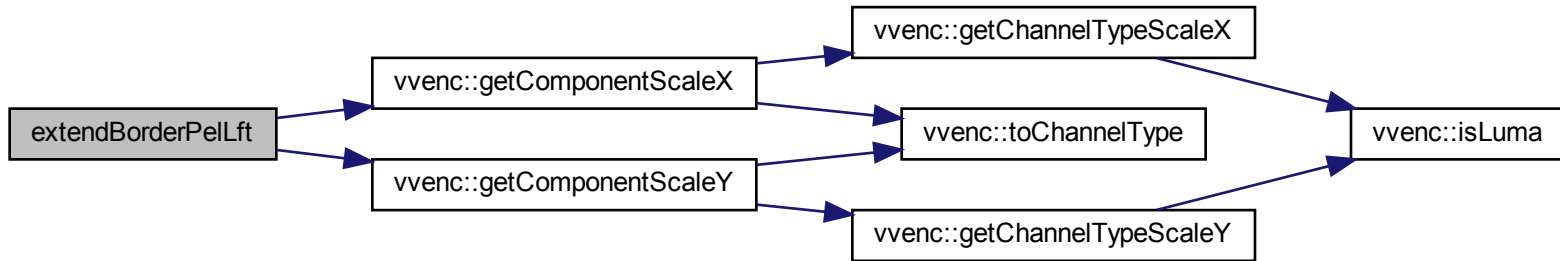 extendBorderPelLft
vvenc::getComponentScaleX
vvenc::getComponentScaleY
vvenc::getChannelTypeScaleX
vvenc::toChannelType
vvenc::getChannelTypeScaleY
vvenc::isLuma